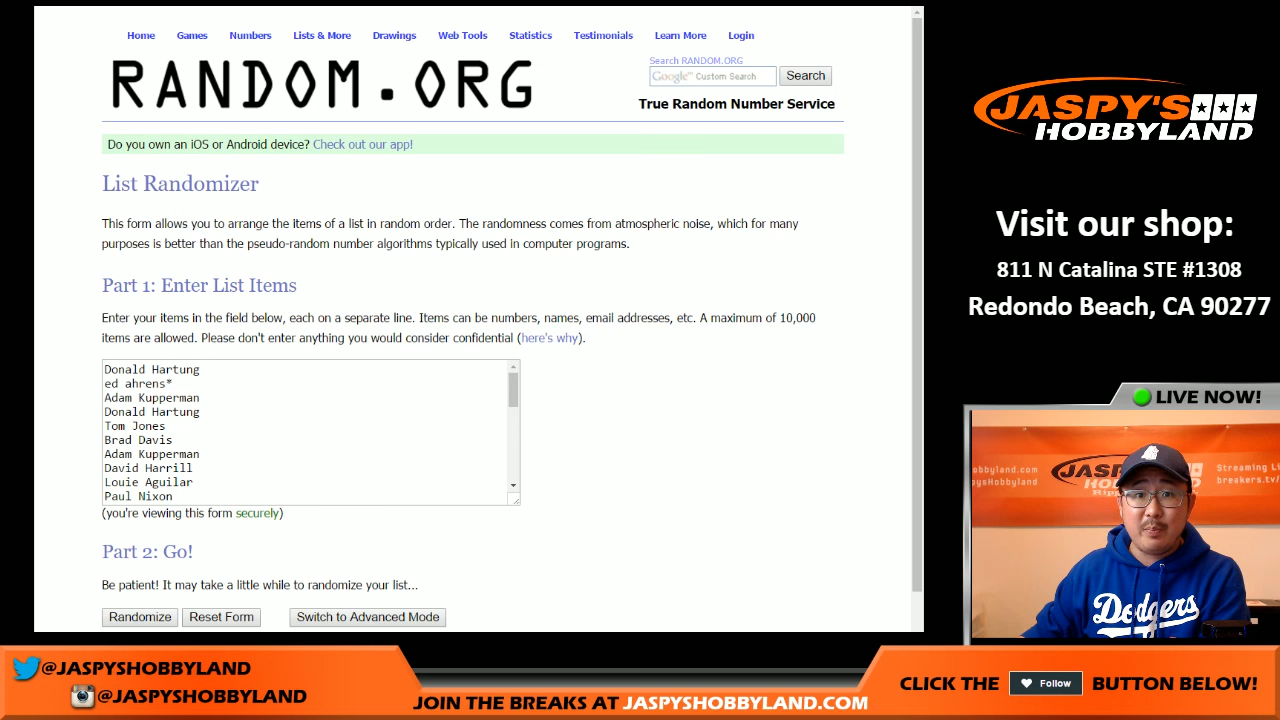 Home Games Numbers Lists & More Drawings Web Tools Statistics Testimonials Learn More Login
RANDOM.ORG
Search RANDOM.ORG
Google™ Custom Search
Search
True Random Number Service
Do you own an iOS or Android device? Check out our app!
List Randomizer
This form allows you to arrange the items of a list in random order. The randomness comes from atmospheric noise, which for many
purposes is better than the pseudo-random number algorithms typically used in computer programs.
Part 1: Enter List Items
Enter your items in the field below, each on a separate line. Items can be numbers, names, email addresses, etc. A maximum of 10,000
items are allowed. Please don't enter anything you would consider confidential (here's why).
Donald Hartung
ed ahrens*
Adam Kupperman
Donald Hartung
Tom Jones
Brad Davis
Adam Kupperman
David Harrill
Louie Aguilar
Paul Nixon
(you're viewing this form securely)
Part 2: Go!
Be patient! It may take a little while to randomize your list...
Randomize Reset Form Switch to Advanced Mode
JASPY'S
HOBBYLAND
Visit our shop:
811 N Catalina STE #1308
Redondo Beach, CA 90277
LIVE NOW!
Dodgers
@JASPYSHOBBYLAND
@JASPYSHOBBYLAND
JOIN THE BREAKS AT JASPYSHOBBYLAND.COM
CLICK THE Follow BUTTON BELOW!